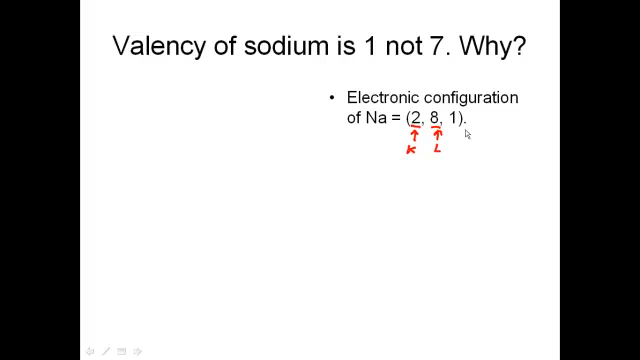 Valency of sodium is 1 not 7. Why?
• Electronic configuration
of Na = (2, 8, 1).
K L